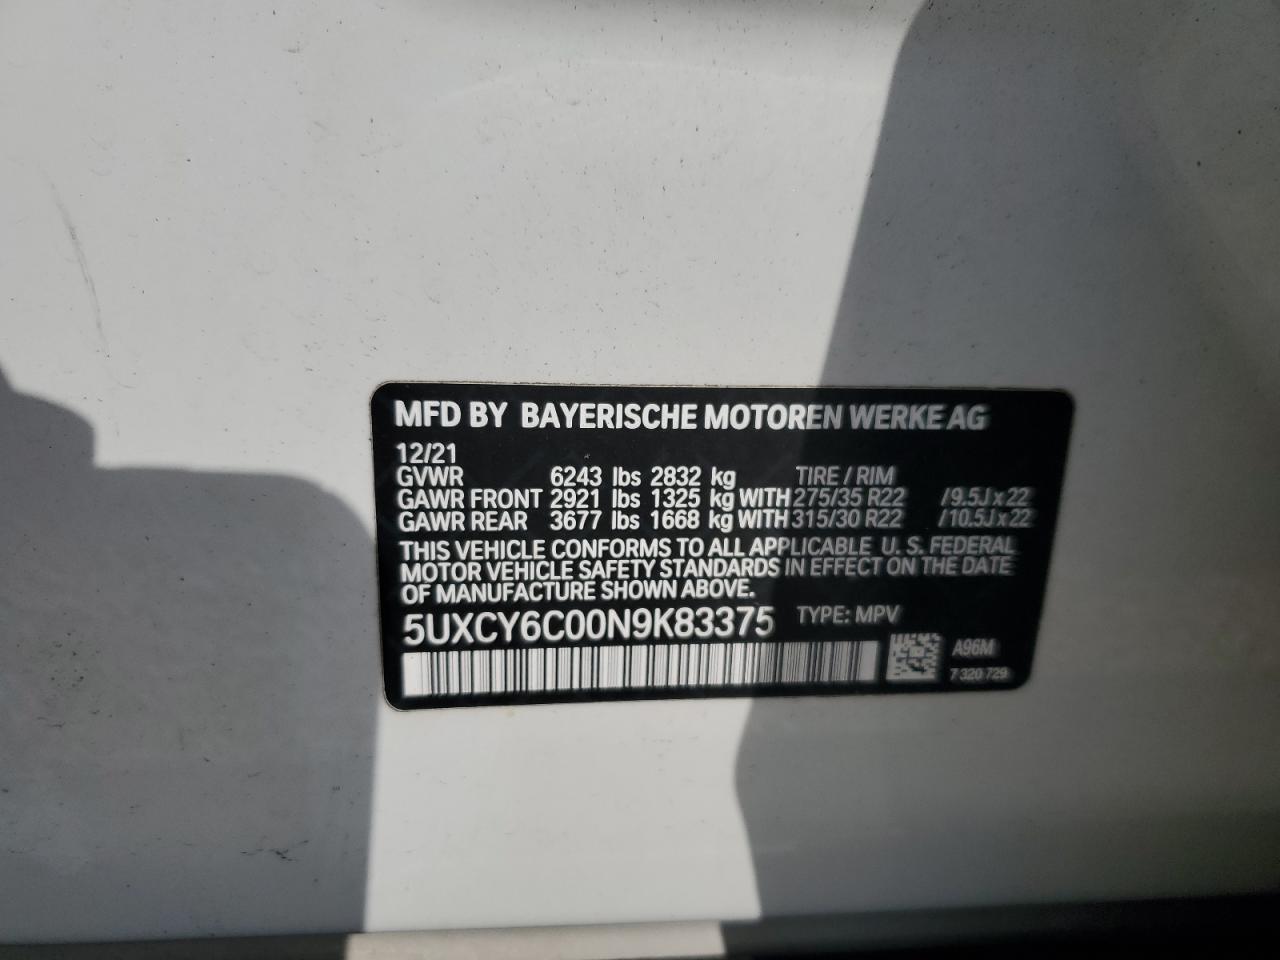 MFD BY BAYERISCHE MOTOREN WERKE AG
12/21
GVWR 6243 lbs 2832 kg TIRE / RIM
GAWR FRONT 2921 lbs 1325 kg WITH 275/35 R22 /9.5J x 22
GAWR REAR 3677 lbs 1668 kg WITH 315/30 R22 /10.5J x 22
THIS VEHICLE CONFORMS TO ALL APPLICABLE U. S. FEDERAL
MOTOR VEHICLE SAFETY STANDARDS IN EFFECT ON THE DATE
OF MANUFACTURE SHOWN ABOVE.
5UXCY6C00N9K83375 TYPE: MPV
A96M
7 320 729